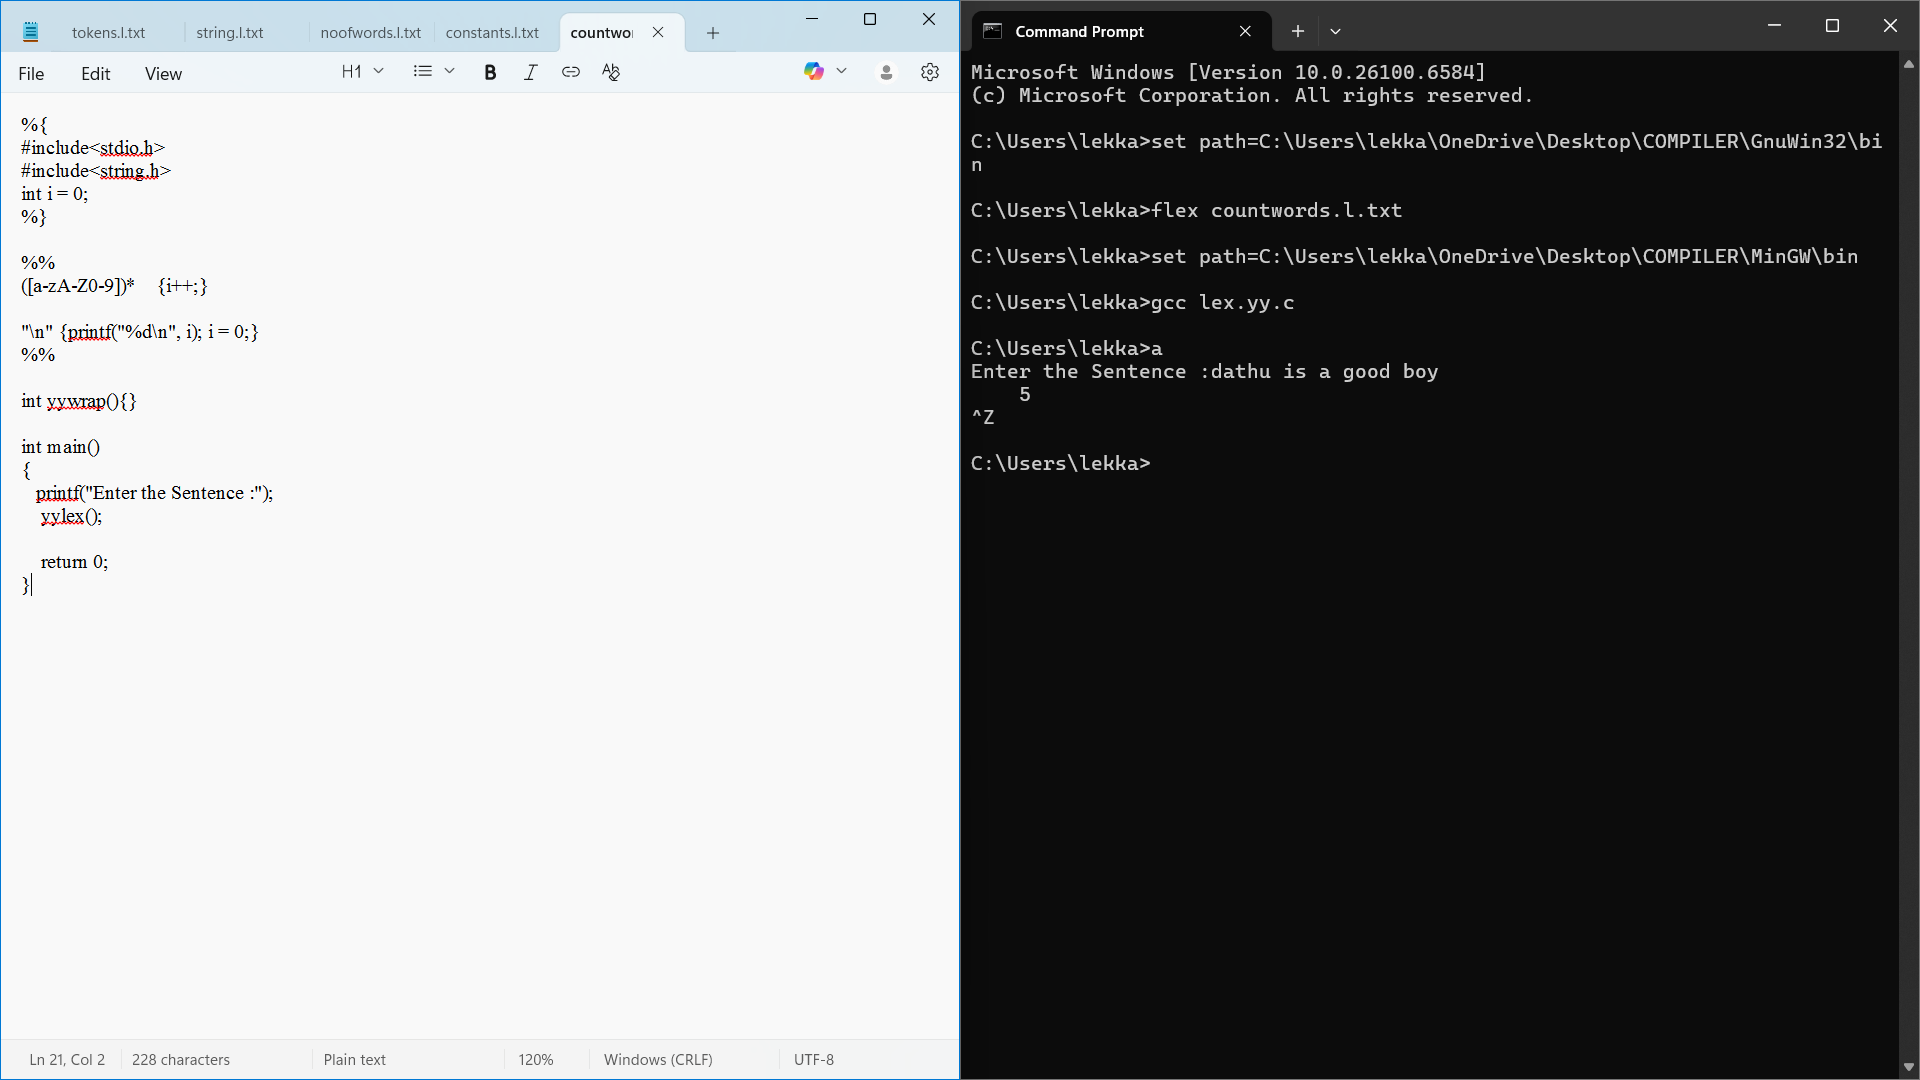 tokens.l.txt string.l.txt noofwords.l.txt constants.l.txt countwo
File Edit View H1
%{
#include<stdio.h>
#include<string.h>
int i = 0;
%}
%%
([a-zA-Z0-9])* {i++;}
"\n" {printf("%d\n", i); i = 0;}
%%
int yywrap(){}
int main()
{
printf("Enter the Sentence :");
yylex();
return 0;
}
Ln 21, Col 2 228 characters Plain text 120% Windows (CRLF) UTF-8
Command Prompt
Microsoft Windows [Version 10.0.26100.6584]
(c) Microsoft Corporation. All rights reserved.
C:\Users\lekka>set path=C:\Users\lekka\OneDrive\Desktop\COMPILER\GnuWin32\bi
n
C:\Users\lekka>flex countwords.l.txt
C:\Users\lekka>set path=C:\Users\lekka\OneDrive\Desktop\COMPILER\MinGW\bin
C:\Users\lekka>gcc lex.yy.c
C:\Users\lekka>a
Enter the Sentence :dathu is a good boy
5
^Z
C:\Users\lekka>